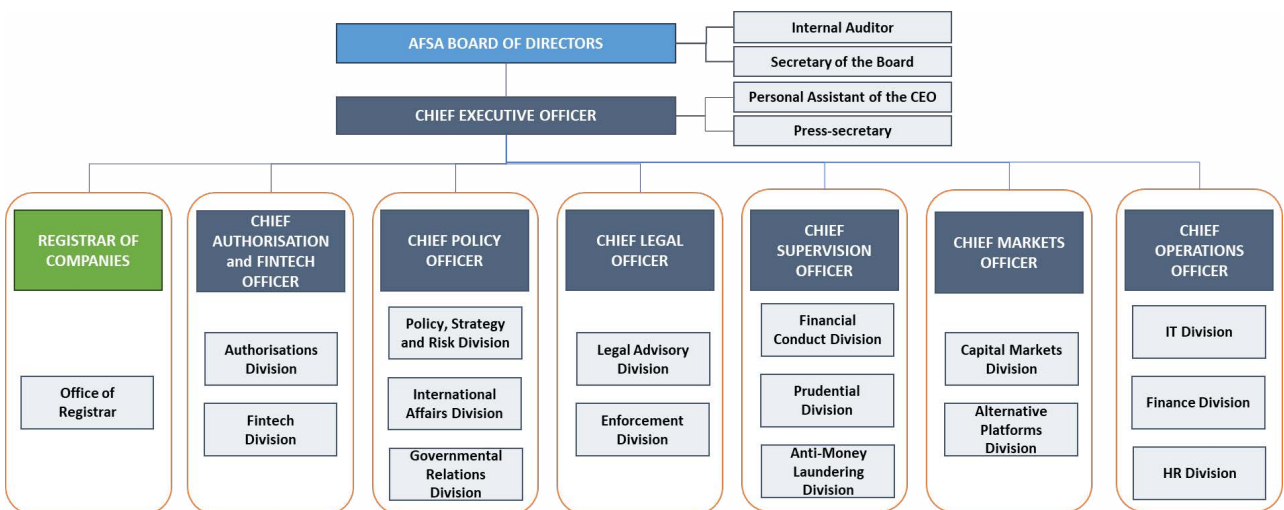 AFSA BOARD OF DIRECTORS
Internal Auditor
Secretary of the Board
CHIEF EXECUTIVE OFFICER
Personal Assistant of the CEO
Press-secretary
REGISTRAR OF
COMPANIES
Office of
Registrar
CHIEF
AUTHORISATION
and FINTECH
OFFICER
Authorisations
Division
Fintech
Division
CHIEF POLICY
OFFICER
Policy, Strategy
and Risk Division
International
Affairs Division
Governmental
Relations
Division
CHIEF LEGAL
OFFICER
Legal Advisory
Division
Enforcement
Division
CHIEF
SUPERVISION
OFFICER
Financial
Conduct Division
Prudential
Division
Anti-Money
Laundering
Division
CHIEF MARKETS
OFFICER
Capital Markets
Division
Alternative
Platforms
Division
CHIEF
OPERATIONS
OFFICER
IT Division
Finance Division
HR Division